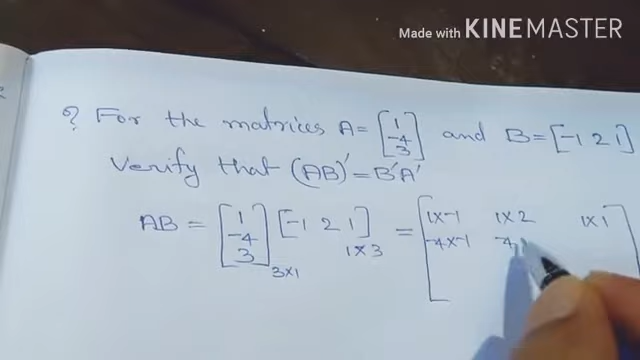 Made with KINEMASTER
? For the matrices A = [1 -4 3] and B = [-1 2 1]
Verify that (AB)' = B'A'
AB = [1 -4 3] 3×1 [-1 2 1] 1×3 = [1×-1 1×2 1×1
-4×-1 -4